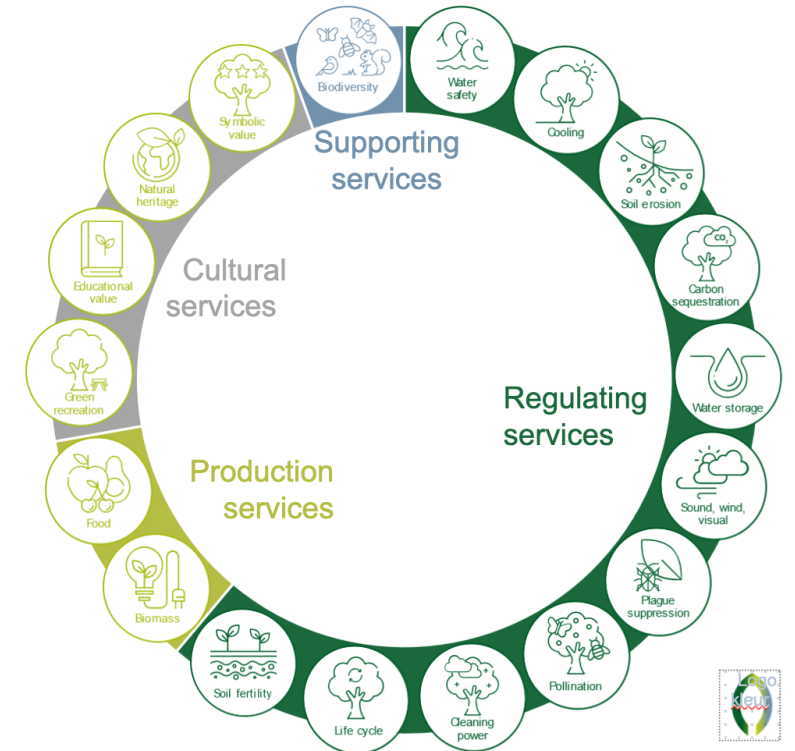 Biodiversity
Water
safety
Cooling
Soil erosion
CO₂
Carbon
sequestration
Water storage
Sound, wind,
visual
Plague
suppression
Pollination
Cleaning
power
Life cycle
Soil fertility
Biomass
Food
Green
recreation
Educational
value
Natural
heritage
Symbolic
value
Supporting
services
Cultural
services
Regulating
services
Production
services
Logo
kleur